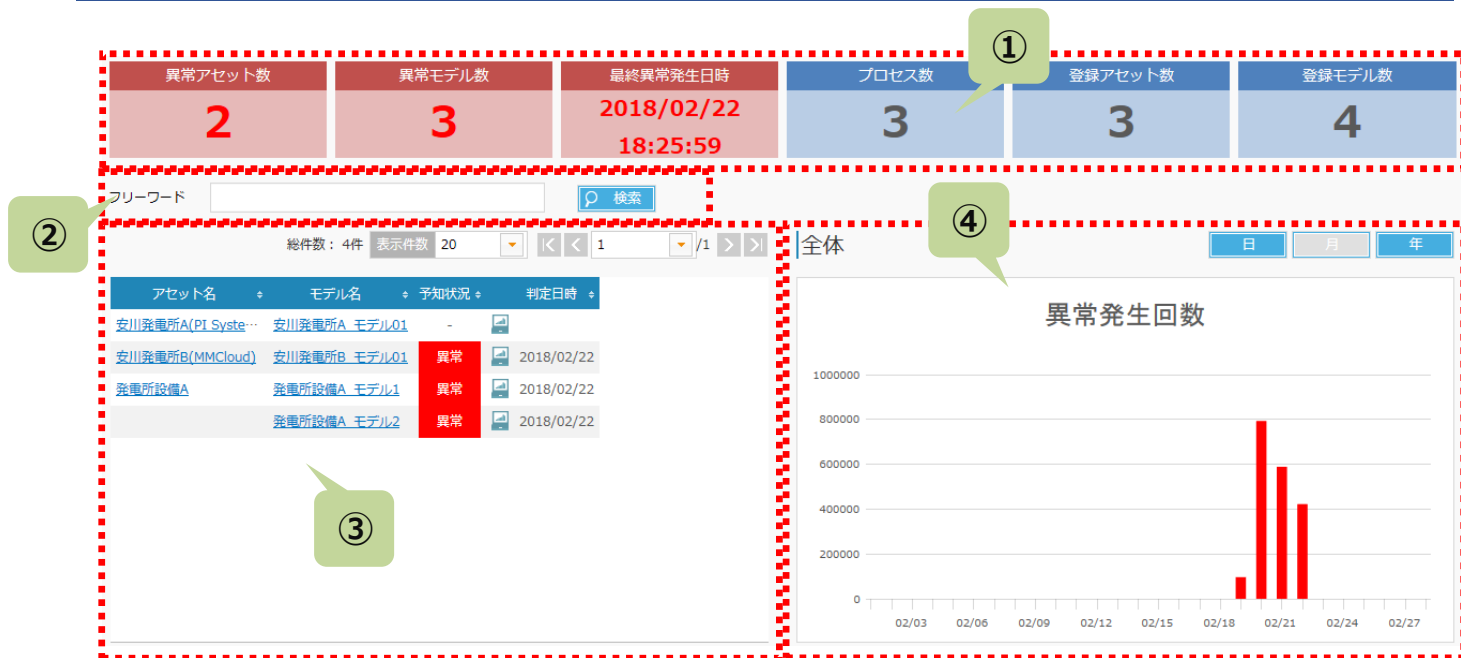 ①
異常アセット数 異常モデル数 最終異常発生日時 プロセス数 登録アセット数 登録モデル数
2 3 2018/02/22 3 3 4
18:25:59
フリーワード 検索
②
④
総件数： 4件 表示件数 20 1 /1
全体 日 月 年
アセット名 モデル名 予知状況 判定日時
安川発電所A(PI Syste… 安川発電所A モデル01 -
安川発電所B(MMCloud) 安川発電所B モデル01 異常 2018/02/22
発電所設備A 発電所設備A モデル1 異常 2018/02/22
発電所設備A モデル2 異常 2018/02/22
③
異常発生回数
1000000
800000
600000
400000
200000
0
02/03 02/06 02/09 02/12 02/15 02/18 02/21 02/24 02/27